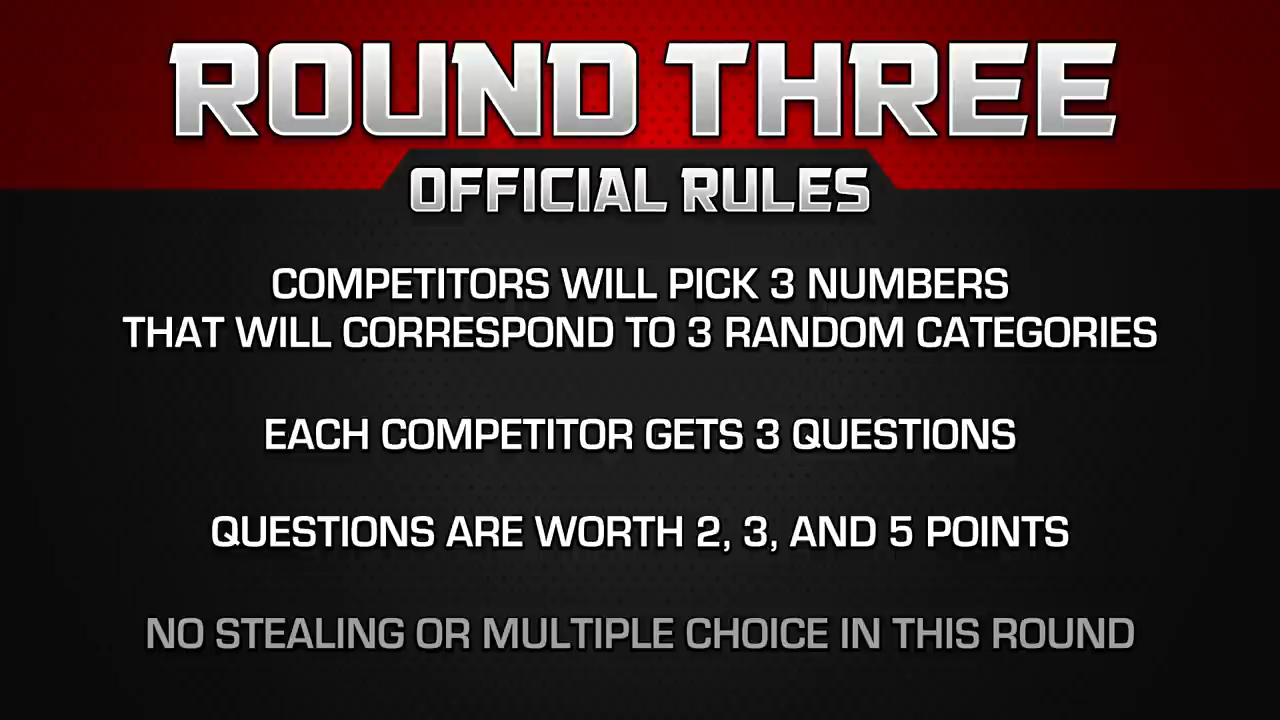 ROUND THREE
OFFICIAL RULES
COMPETITORS WILL PICK 3 NUMBERS
THAT WILL CORRESPOND TO 3 RANDOM CATEGORIES
EACH COMPETITOR GETS 3 QUESTIONS
QUESTIONS ARE WORTH 2, 3, AND 5 POINTS
NO STEALING OR MULTIPLE CHOICE IN THIS ROUND